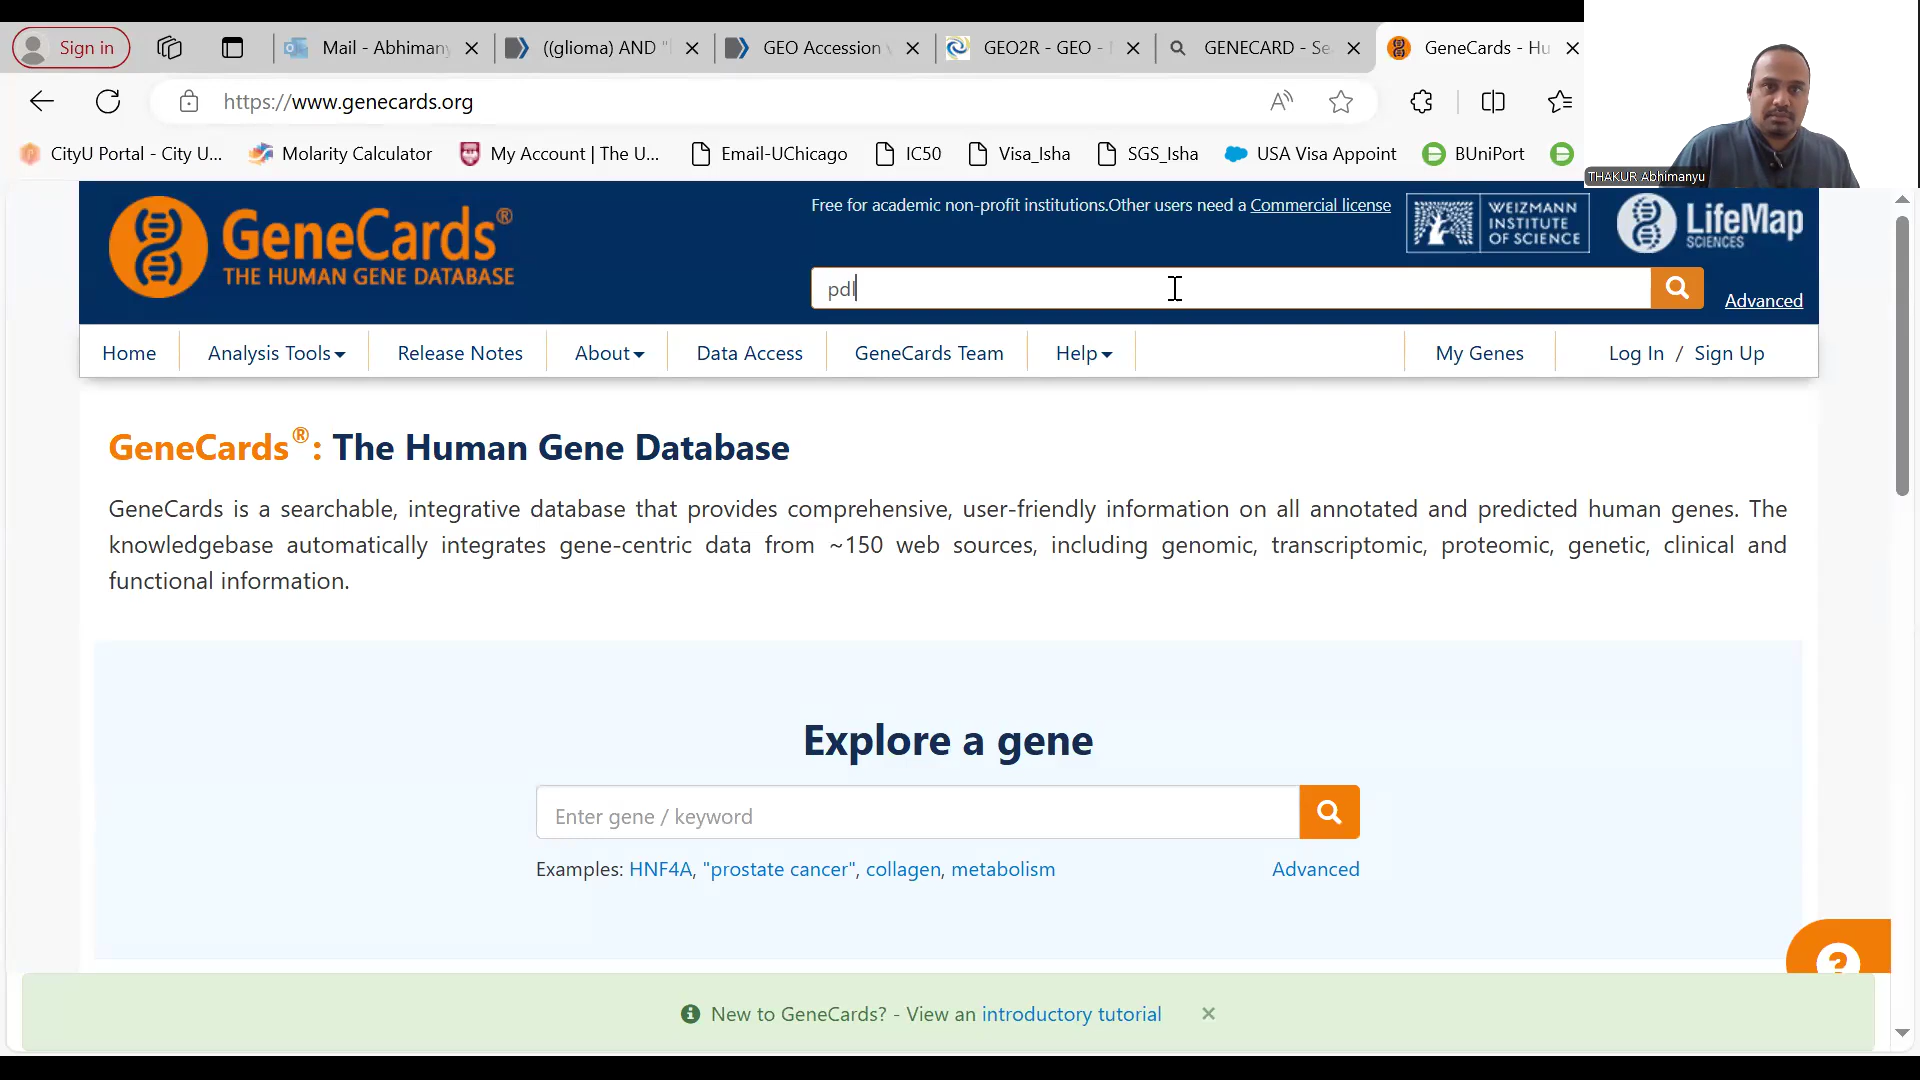 Sign in
Mail - Abhiman
((glioma) AND "
GEO Accession
GEO2R - GEO -
GENECARD - Se
GeneCards - Hu
https://www.genecards.org
CityU Portal - City U...
Molarity Calculator
My Account | The U...
Email-UChicago
IC50
Visa_Isha
SGS_Isha
USA Visa Appoint
BUniPort
THAKUR Abhimanyu
GeneCards®
THE HUMAN GENE DATABASE
Free for academic non-profit institutions.Other users need a Commercial license
WEIZMANN
INSTITUTE
OF SCIENCE
LifeMap
SCIENCES
pdl
Advanced
Home
Analysis Tools
Release Notes
About
Data Access
GeneCards Team
Help
My Genes
Log In / Sign Up
GeneCards®: The Human Gene Database
GeneCards is a searchable, integrative database that provides comprehensive, user-friendly information on all annotated and predicted human genes. The
knowledgebase automatically integrates gene-centric data from ~150 web sources, including genomic, transcriptomic, proteomic, genetic, clinical and
functional information.
Explore a gene
Enter gene / keyword
Examples: HNF4A, "prostate cancer", collagen, metabolism
Advanced
?
New to GeneCards? - View an introductory tutorial